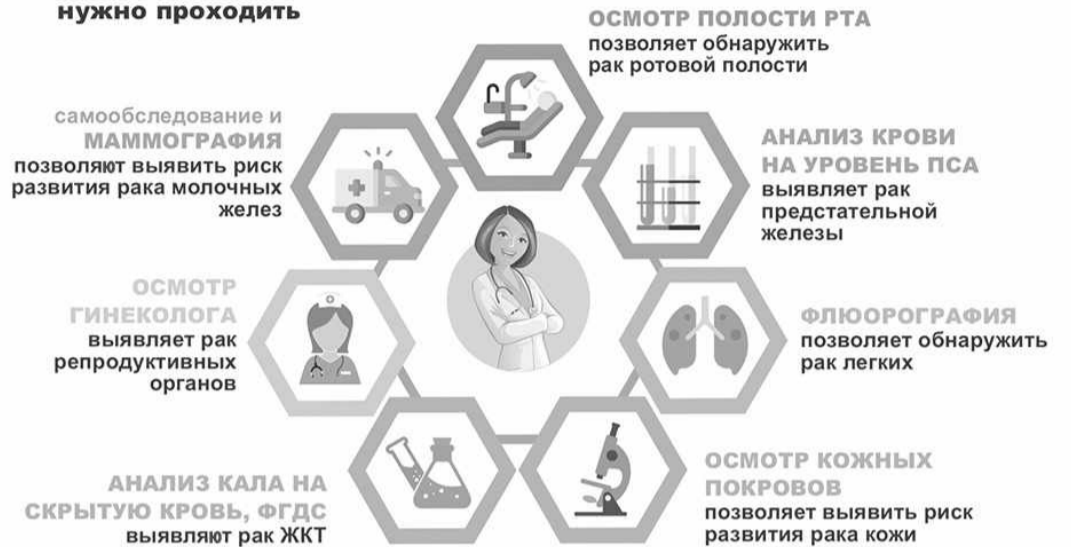 нужно проходить
ОСМОТР ПОЛОСТИ РТА
позволяет обнаружить
рак ротовой полости
самообследование и
МАММОГРАФИЯ
позволяют выявить риск
развития рака молочных
желез
АНАЛИЗ КРОВИ
НА УРОВЕНЬ ПСА
выявляет рак
предстательной
железы
ОСМОТР
ГИНЕКОЛОГА
выявляет рак
репродуктивных
органов
ФЛЮОРОГРАФИЯ
позволяет обнаружить
рак легких
АНАЛИЗ КАЛА НА
СКРЫТУЮ КРОВЬ, ФГДС
выявляют рак ЖКТ
ОСМОТР КОЖНЫХ
ПОКРОВОВ
позволяет выявить риск
развития рака кожи